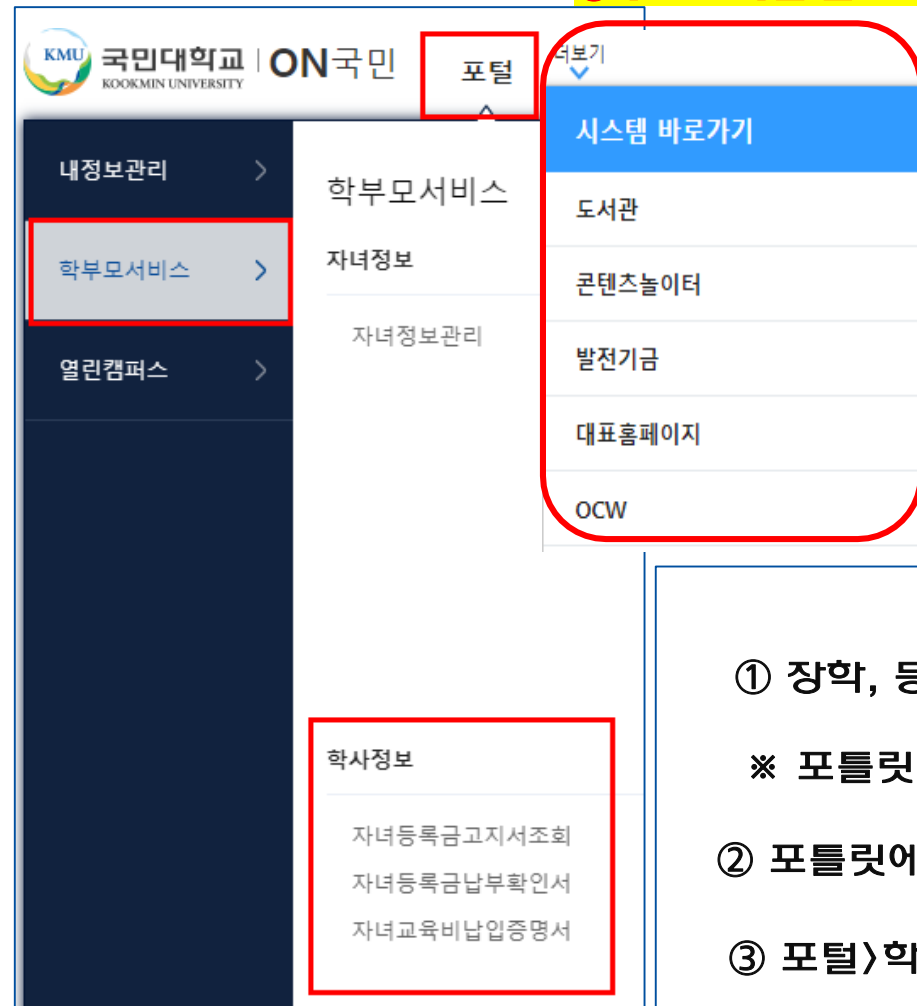 KMU 국민대학교 ON국민
KOOKMIN UNIVERSITY
포털
내정보관리
학부모서비스
열린캠퍼스
학부모서비스
자녀정보
자녀정보관리
학사정보
자녀등록금고지서조회
자녀등록금납부확인서
자녀교육비납입증명서
더보기
시스템 바로가기
도서관
콘텐츠놀이터
발전기금
대표홈페이지
OCW
① 장학,
※ 포틀릿
② 포틀릿에
③ 포털>학